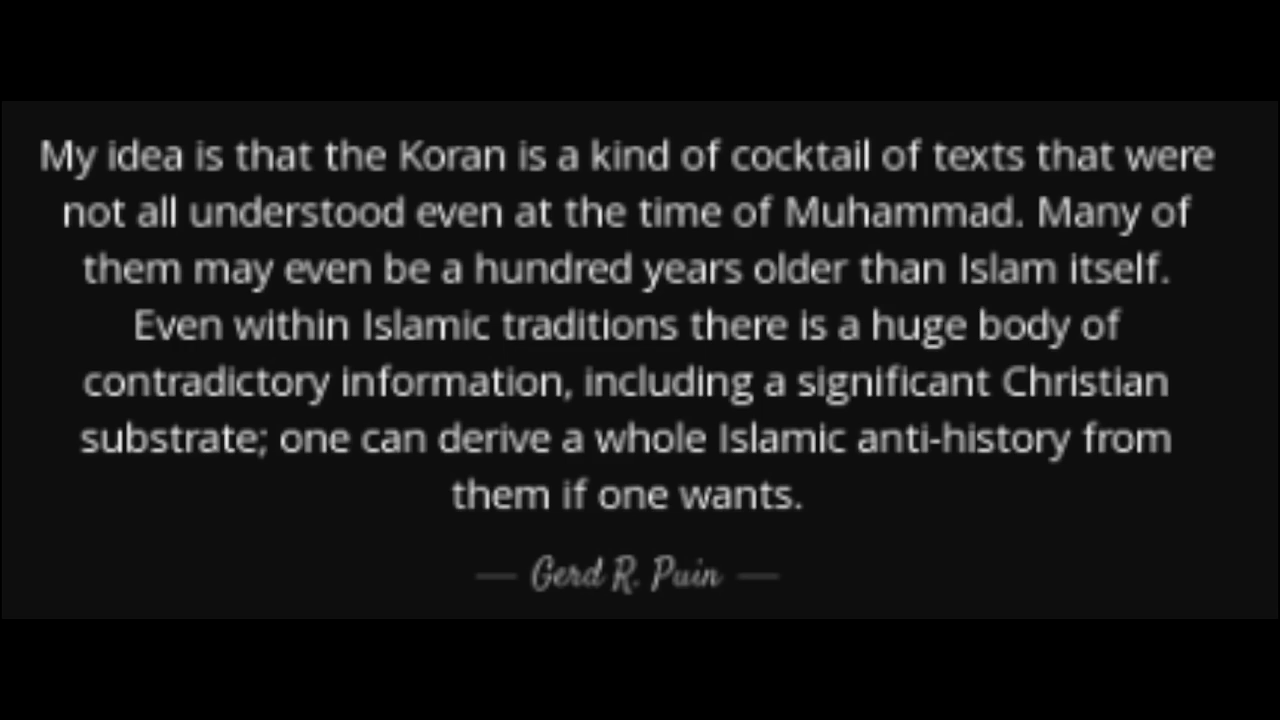 My idea is that the Koran is a kind of cocktail of texts that were
not all understood even at the time of Muhammad. Many of
them may even be a hundred years older than Islam itself.
Even within Islamic traditions there is a huge body of
contradictory information, including a significant Christian
substrate; one can derive a whole Islamic anti-history from
them if one wants.
— Gerd R. Puin —